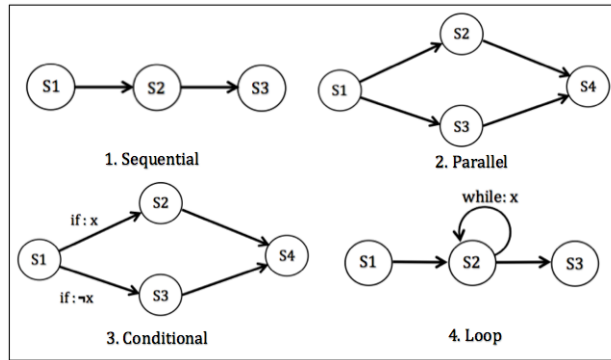 S1
S2
S3
1. Sequential
S1
S2
S3
S4
2. Parallel
S1
if : x
S2
if : ¬x
S3
S4
3. Conditional
while: x
S1
S2
S3
4. Loop